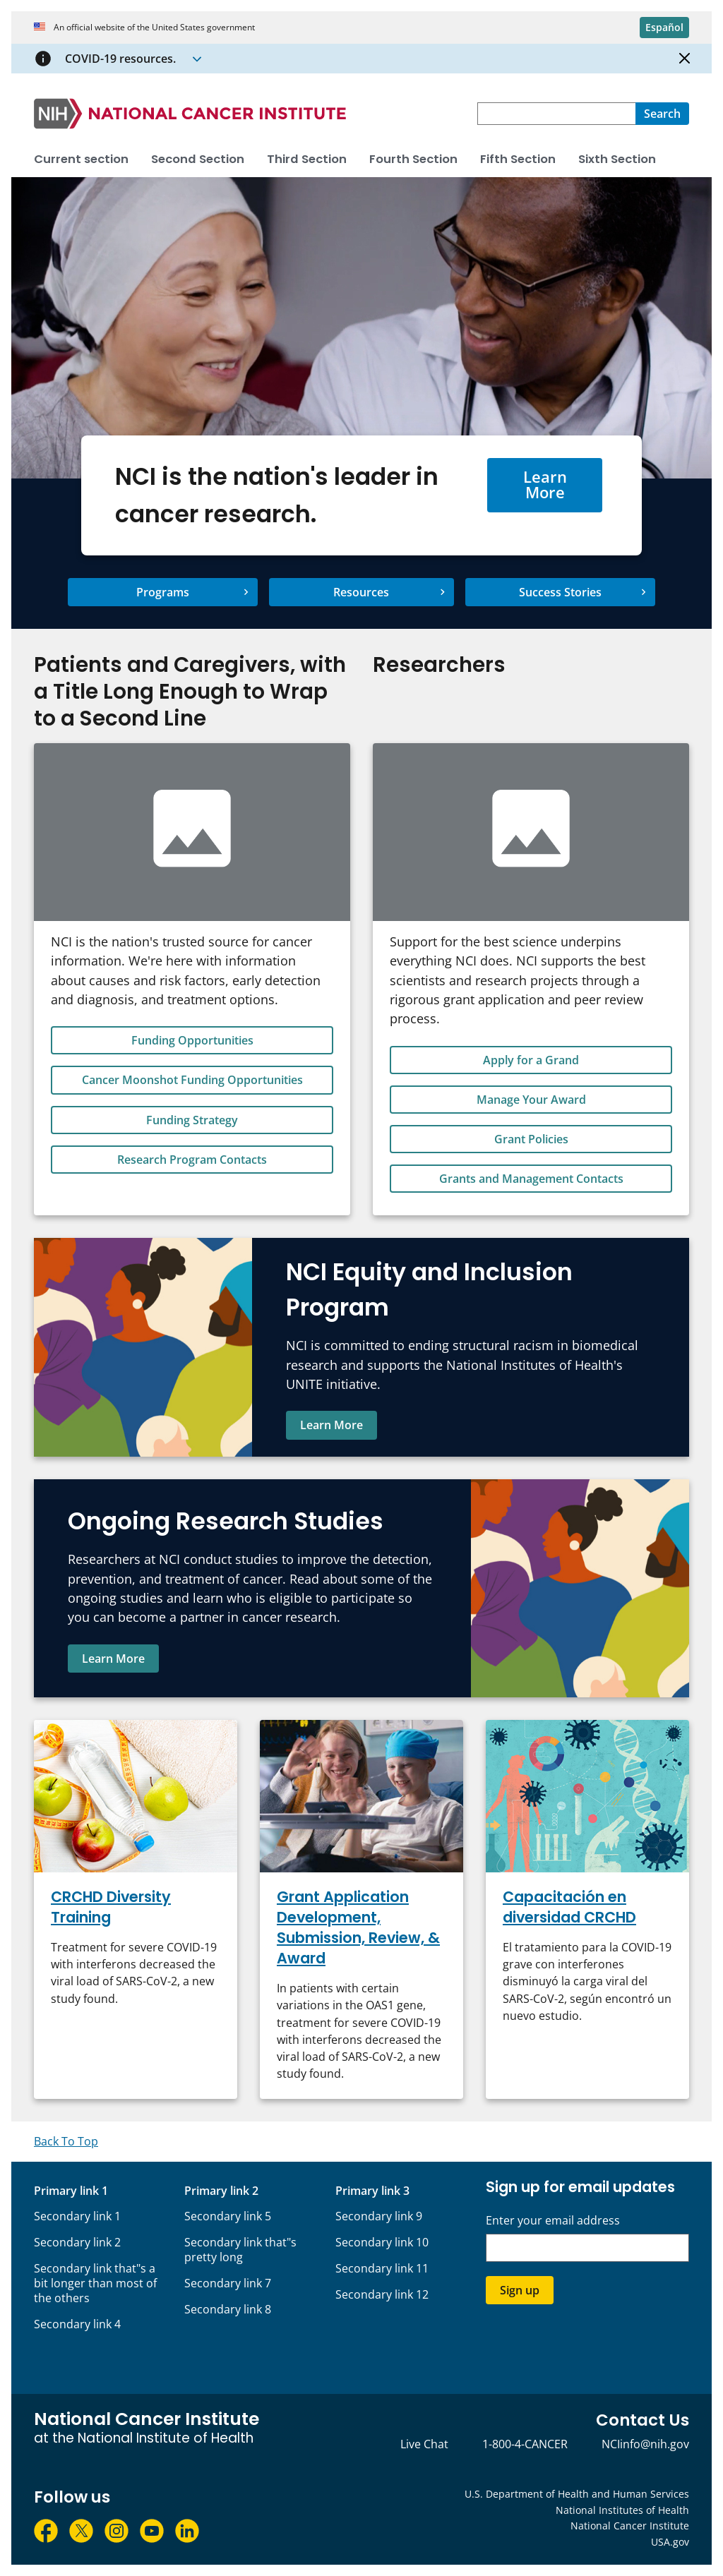 An official website of the United States government
Español
COVID-19 resources.
NIH NATIONAL CANCER INSTITUTE
Search
Current section
Second Section
Third Section
Fourth Section
Fifth Section
Sixth Section
NCI is the nation's leader in
cancer research.
Learn
More
Programs
Resources
Success Stories
Patients and Caregivers, with
a Title Long Enough to Wrap
to a Second Line
NCI is the nation's trusted source for cancer
information. We're here with information
about causes and risk factors, early detection
and diagnosis, and treatment options.
Funding Opportunities
Cancer Moonshot Funding Opportunities
Funding Strategy
Research Program Contacts
Researchers
Support for the best science underpins
everything NCI does. NCI supports the best
scientists and research projects through a
rigorous grant application and peer review
process.
Apply for a Grant
Manage Your Award
Grant Policies
Grants and Management Contacts
NCI Equity and Inclusion
Program
NCI is committed to ending structural racism in biomedical
research and supports the National Institutes of Health's
UNITE initiative.
Learn More
Ongoing Research Studies
Researchers at NCI conduct studies to improve the detection,
prevention, and treatment of cancer. Read about some of the
ongoing studies and learn who is eligible to participate so
you can become a partner in cancer research.
Learn More
CRCHD Diversity
Training
Treatment for severe COVID-19
with interferons decreased the
viral load of SARS-CoV-2, a new
study found.
Grant Application
Development,
Submission, Review, &
Award
In patients with certain
variations in the OAS1 gene,
treatment for severe COVID-19
with interferons decreased the
viral load of SARS-CoV-2, a new
study found.
Capacitación en
diversidad CRCHD
El tratamiento para la COVID-19
grave con interferones
disminuyó la carga viral del
SARS-CoV-2, según encontró un
nuevo estudio.
Back To Top
Primary link 1
Secondary link 1
Secondary link 2
Secondary link that"s a
bit longer than most of
the others
Secondary link 4
Primary link 2
Secondary link 5
Secondary link that"s
pretty long
Secondary link 7
Secondary link 8
Primary link 3
Secondary link 9
Secondary link 10
Secondary link 11
Secondary link 12
Sign up for email updates
Enter your email address
Sign up
National Cancer Institute
at the National Institute of Health
Contact Us
Live Chat
1-800-4-CANCER
NCIinfo@nih.gov
Follow us
U.S. Department of Health and Human Services
National Institutes of Health
National Cancer Institute
USA.gov